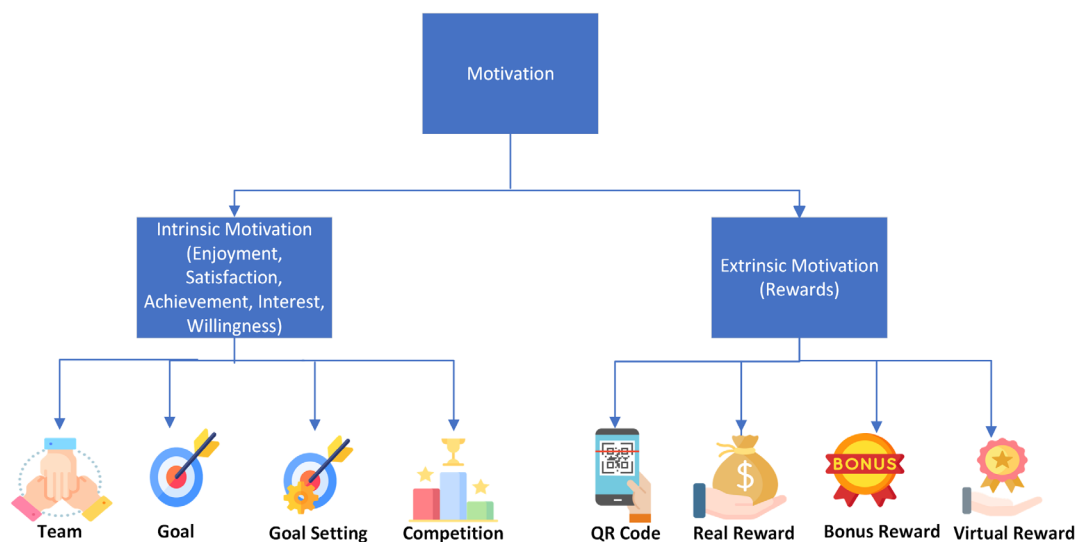 Motivation
Intrinsic Motivation
(Enjoyment,
Satisfaction,
Achievement, Interest,
Willingness)
Extrinsic Motivation
(Rewards)
$
BONUS
Team
Goal
Goal Setting
Competition
QR Code
Real Reward
Bonus Reward
Virtual Reward